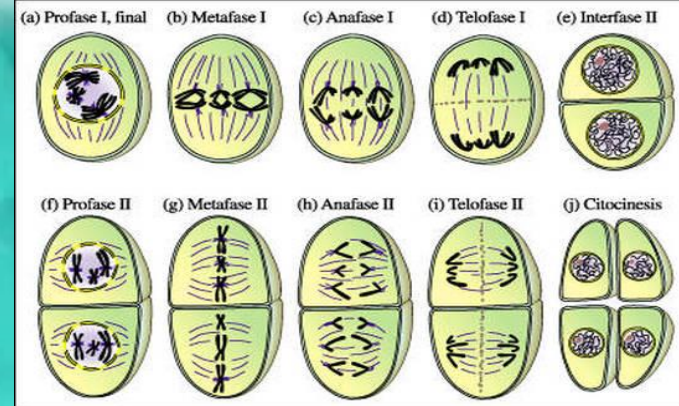 (a) Profase I, final (b) Metafase I (c) Anafase I (d) Telofase I (e) Interfase II
(f) Profase II (g) Metafase II (h) Anafase II (i) Telofase II (j) Citocinesis